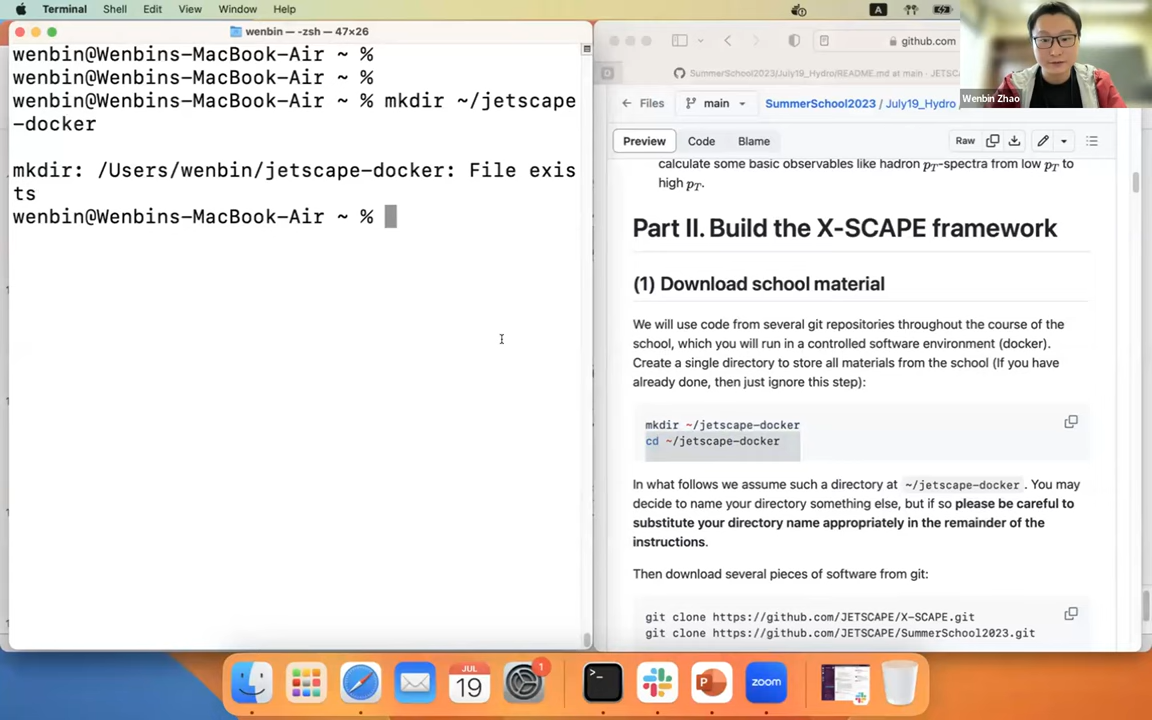 Terminal Shell Edit View Window Help A
wenbin — -zsh — 47×26
wenbin@Wenbins-MacBook-Air ~ %
wenbin@Wenbins-MacBook-Air ~ %
wenbin@Wenbins-MacBook-Air ~ % mkdir ~/jetscape
-docker
mkdir: /Users/wenbin/jetscape-docker: File exis
ts
wenbin@Wenbins-MacBook-Air ~ %
github.com
SummerSchool2023/July19_Hydro/README.md at main · JETSCA
Wenbin Zhao
Files main SummerSchool2023 / July19_Hydro
Preview Code Blame Raw
calculate some basic observables like hadron pT-spectra from low pT to
high pT.
Part II. Build the X-SCAPE framework
(1) Download school material
We will use code from several git repositories throughout the course of the
school, which you will run in a controlled software environment (docker).
Create a single directory to store all materials from the school (If you have
already done, then just ignore this step):
mkdir ~/jetscape-docker
cd ~/jetscape-docker
In what follows we assume such a directory at ~/jetscape-docker . You may
decide to name your directory something else, but if so please be careful to
substitute your directory name appropriately in the remainder of the
instructions.
Then download several pieces of software from git:
git clone https://github.com/JETSCAPE/X-SCAPE.git
git clone https://github.com/JETSCAPE/SummerSchool2023.git
JUL
19
1
zoom